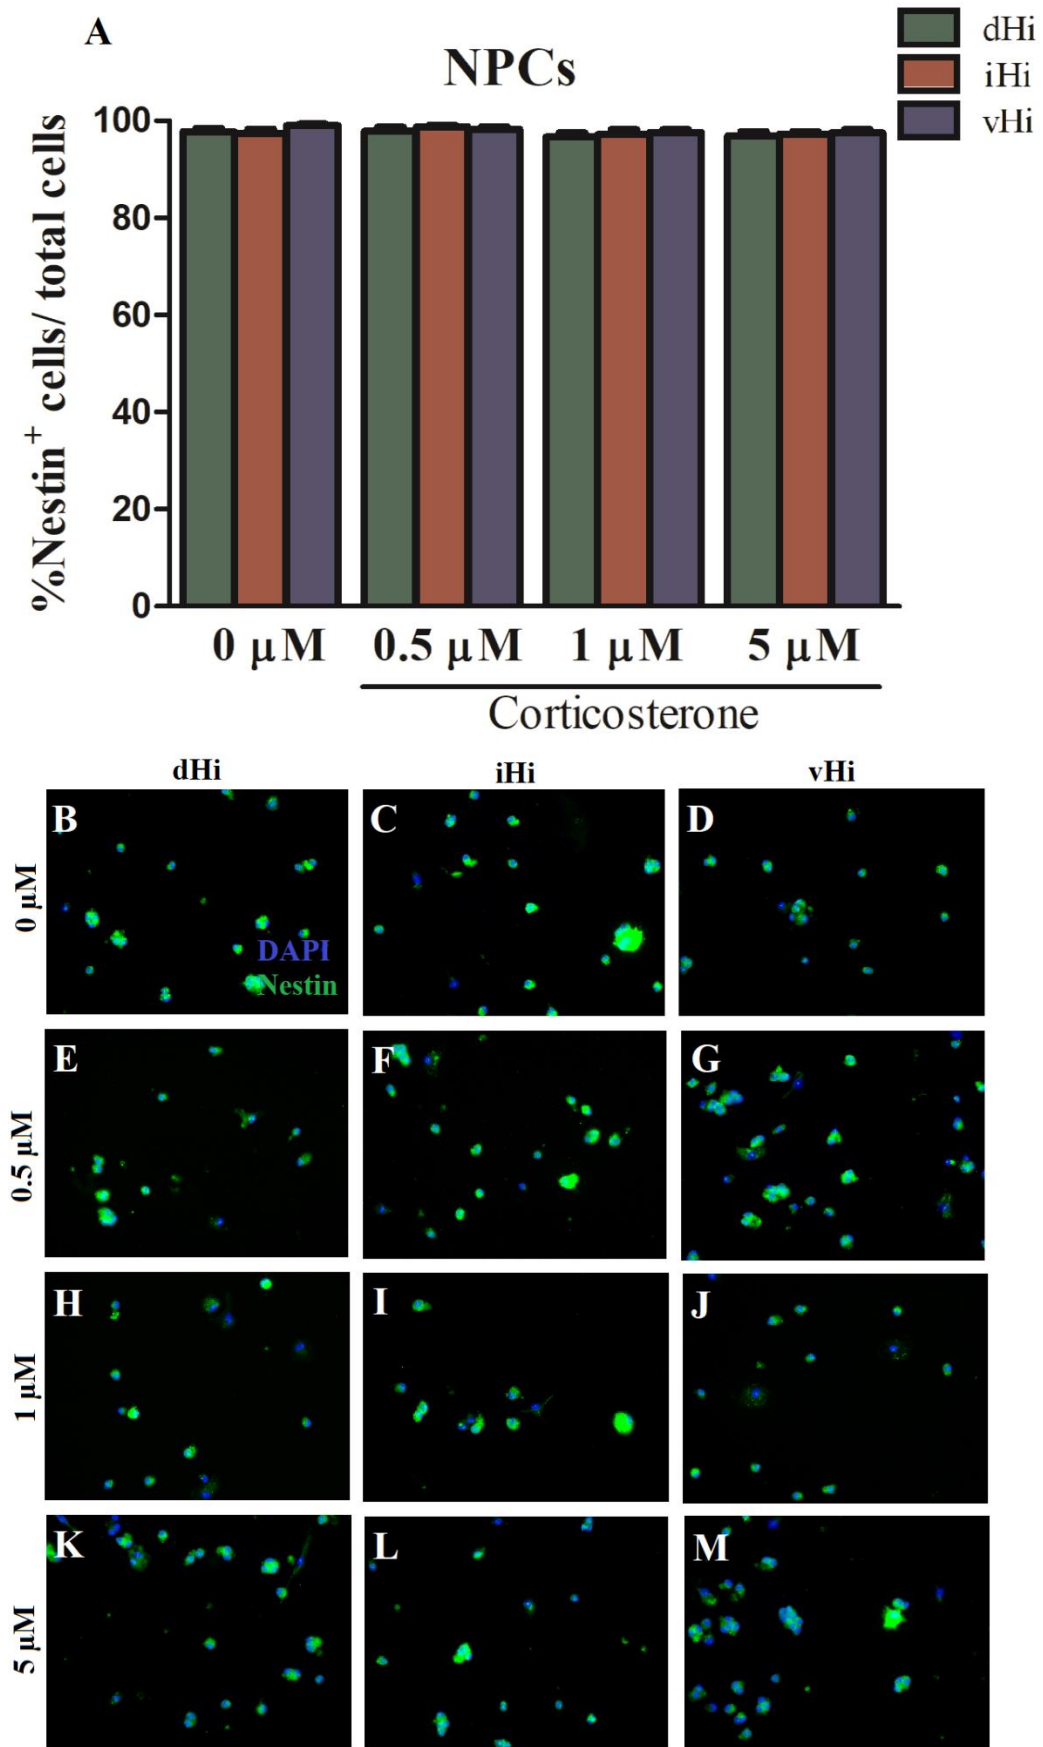 A
NPCs
dHi
iHi
vHi
%Nestin⁺ cells/ total cells
100
80
60
40
20
0
0 μM
0.5 μM
1 μM
5 μM
Corticosterone
dHi
iHi
vHi
0 μM
B
DAPI
Nestin
C
D
0.5 μM
E
F
G
1 μM
H
I
J
5 μM
K
L
M